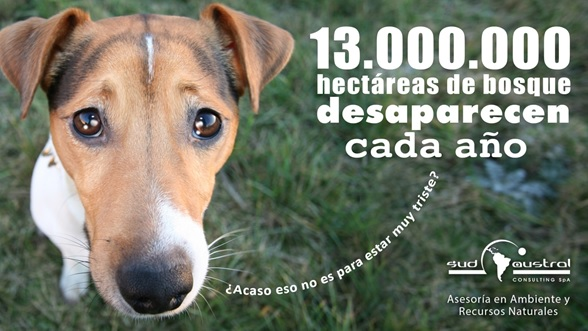 13.000.000
hectáreas de bosque
desaparecen
cada año
¿Acaso eso no es para estar muy triste?
sud austral
CONSULTING SpA
Asesoría en Ambiente y
Recursos Naturales